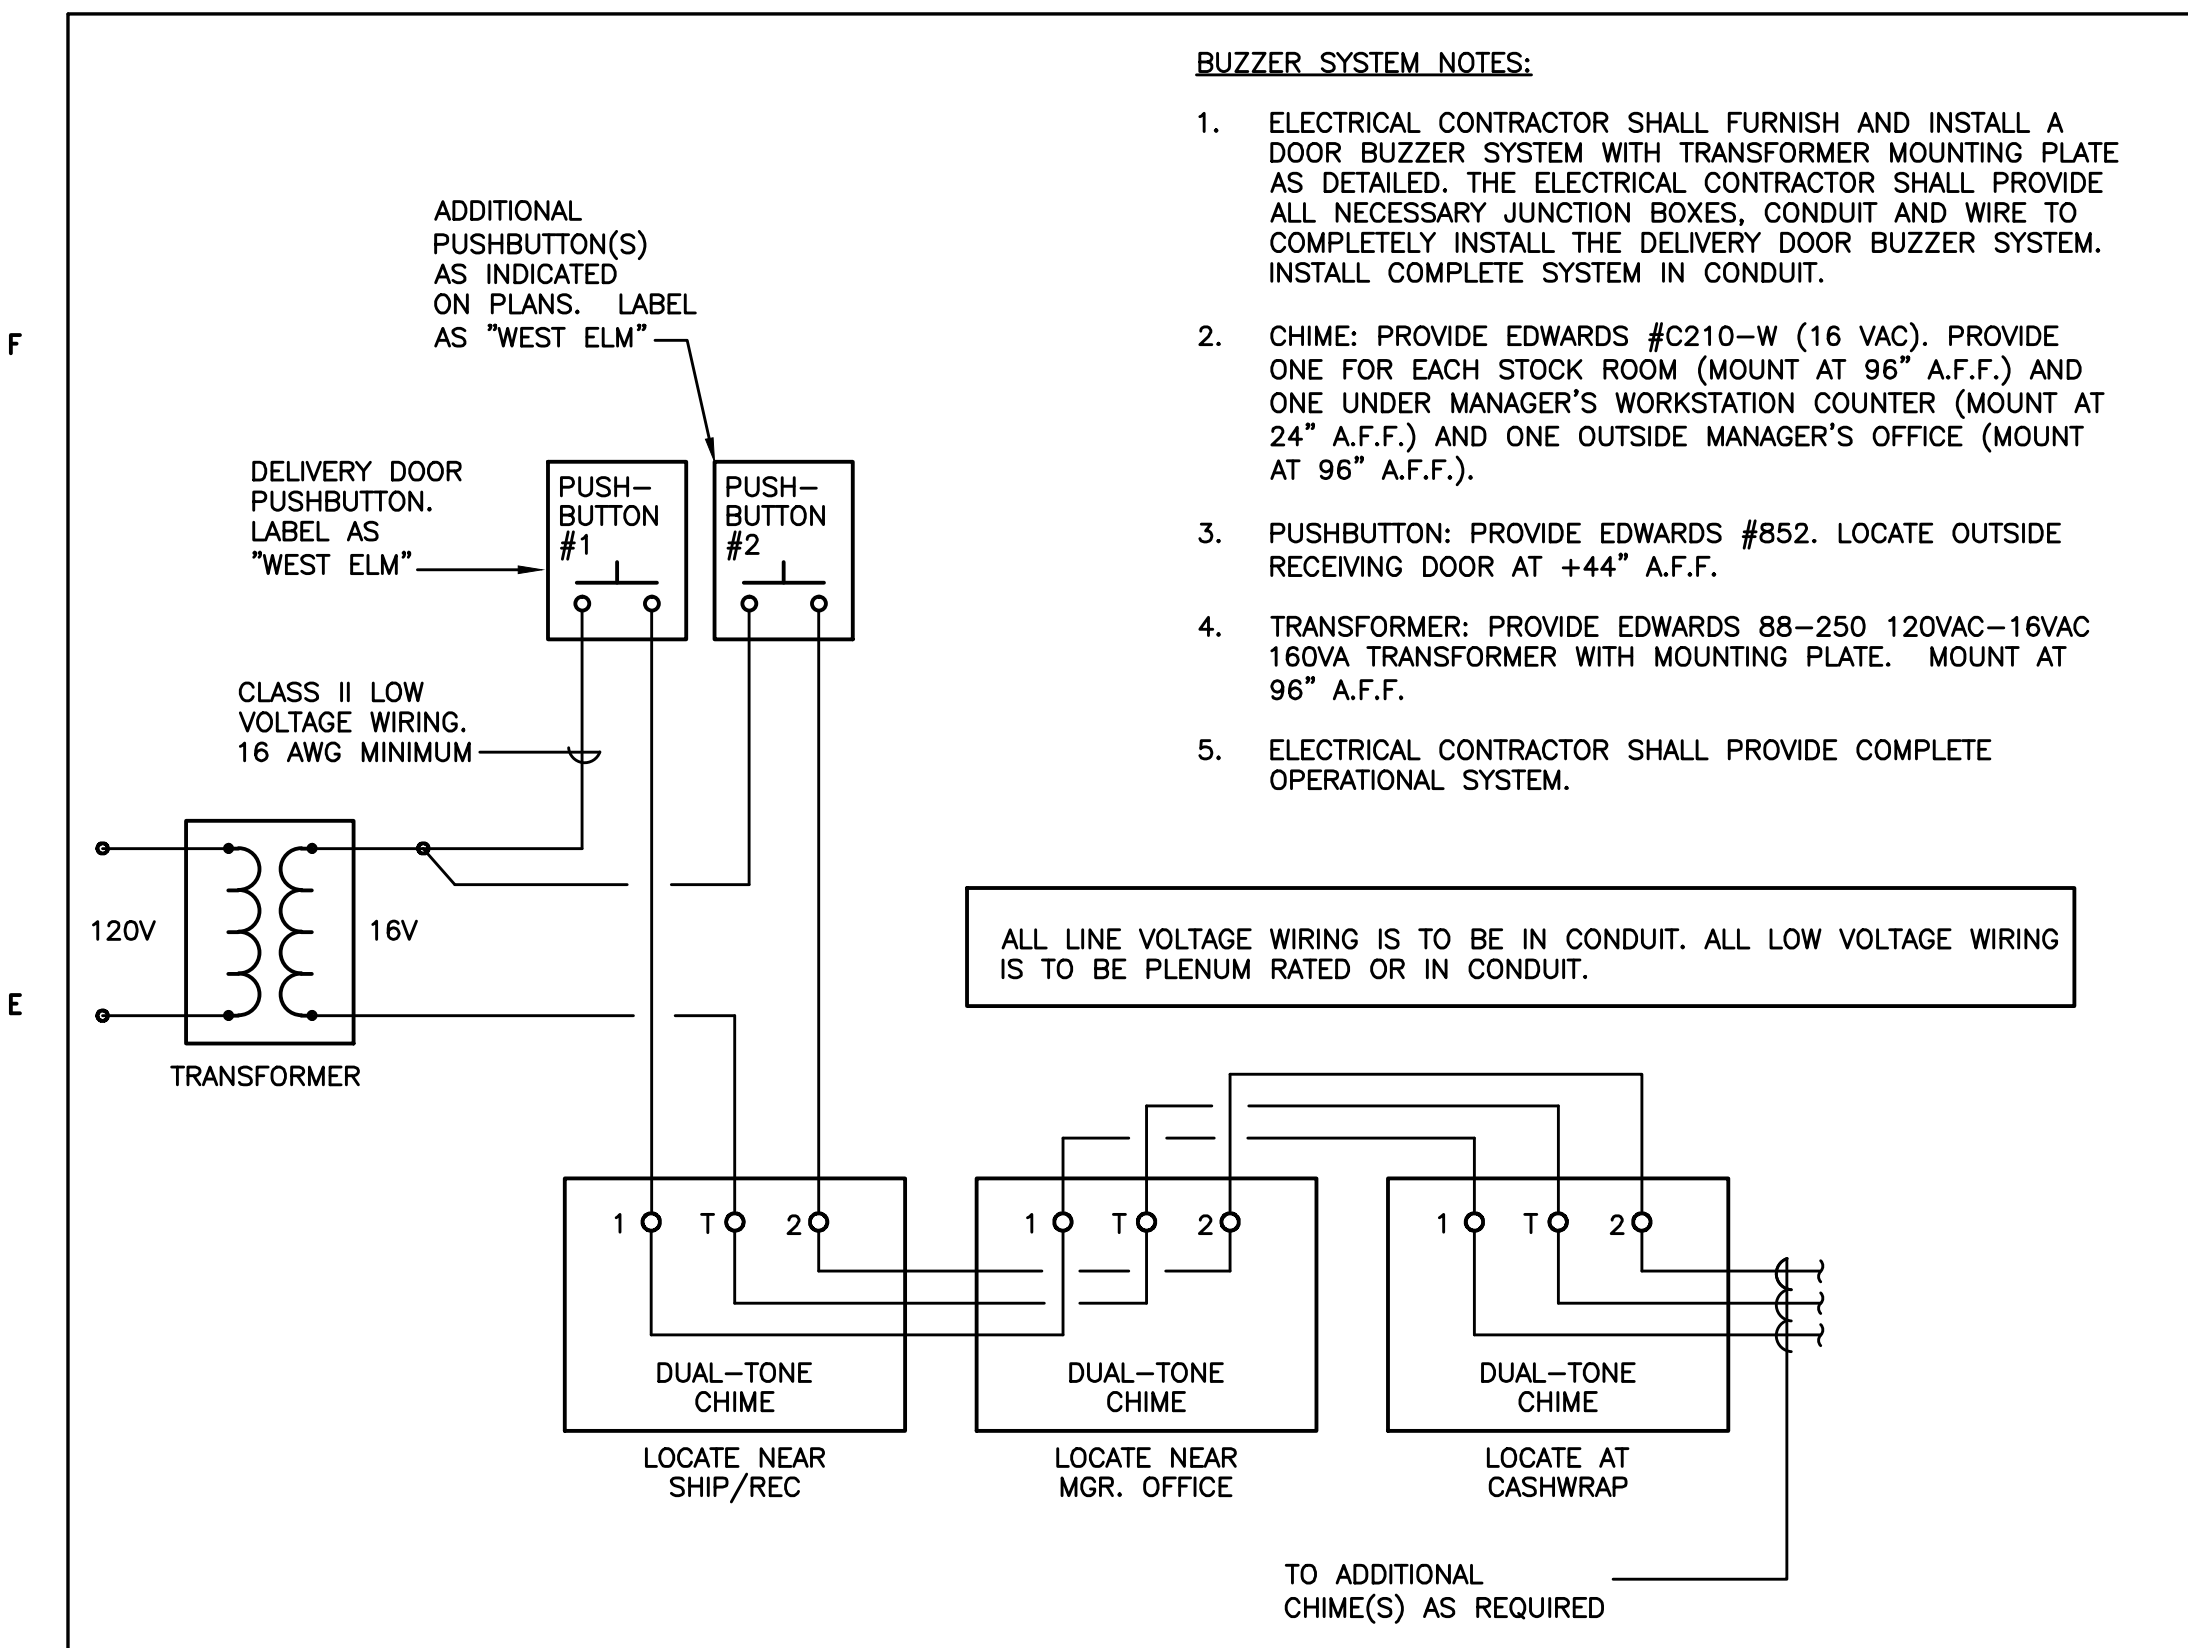 BUZZER SYSTEM NOTES:
1. ELECTRICAL CONTRACTOR SHALL FURNISH AND INSTALL A
DOOR BUZZER SYSTEM WITH TRANSFORMER MOUNTING PLATE
AS DETAILED. THE ELECTRICAL CONTRACTOR SHALL PROVIDE
ALL NECESSARY JUNCTION BOXES, CONDUIT AND WIRE TO
COMPLETELY INSTALL THE DELIVERY DOOR BUZZER SYSTEM.
INSTALL COMPLETE SYSTEM IN CONDUIT.
2. CHIME: PROVIDE EDWARDS #C210-W (16 VAC). PROVIDE
ONE FOR EACH STOCK ROOM (MOUNT AT 96" A.F.F.) AND
ONE UNDER MANAGER'S WORKSTATION COUNTER (MOUNT AT
24" A.F.F.) AND ONE OUTSIDE MANAGER'S OFFICE (MOUNT
AT 96" A.F.F.).
3. PUSHBUTTON: PROVIDE EDWARDS #852. LOCATE OUTSIDE
RECEIVING DOOR AT +44" A.F.F.
4. TRANSFORMER: PROVIDE EDWARDS 88-250 120VAC-16VAC
160VA TRANSFORMER WITH MOUNTING PLATE. MOUNT AT
96" A.F.F.
5. ELECTRICAL CONTRACTOR SHALL PROVIDE COMPLETE
OPERATIONAL SYSTEM.
ADDITIONAL
PUSHBUTTON(S)
AS INDICATED
ON PLANS. LABEL
AS "WEST ELM"
F
DELIVERY DOOR
PUSHBUTTON.
LABEL AS
"WEST ELM"
PUSH-
BUTTON
#1
PUSH-
BUTTON
#2
CLASS II LOW
VOLTAGE WIRING.
16 AWG MINIMUM
120V
16V
TRANSFORMER
E
ALL LINE VOLTAGE WIRING IS TO BE IN CONDUIT. ALL LOW VOLTAGE WIRING
IS TO BE PLENUM RATED OR IN CONDUIT.
1 T 2
DUAL-TONE
CHIME
LOCATE NEAR
SHIP/REC
1 T 2
DUAL-TONE
CHIME
LOCATE NEAR
MGR. OFFICE
1 T 2
DUAL-TONE
CHIME
LOCATE AT
CASHWRAP
TO ADDITIONAL
CHIME(S) AS REQUIRED